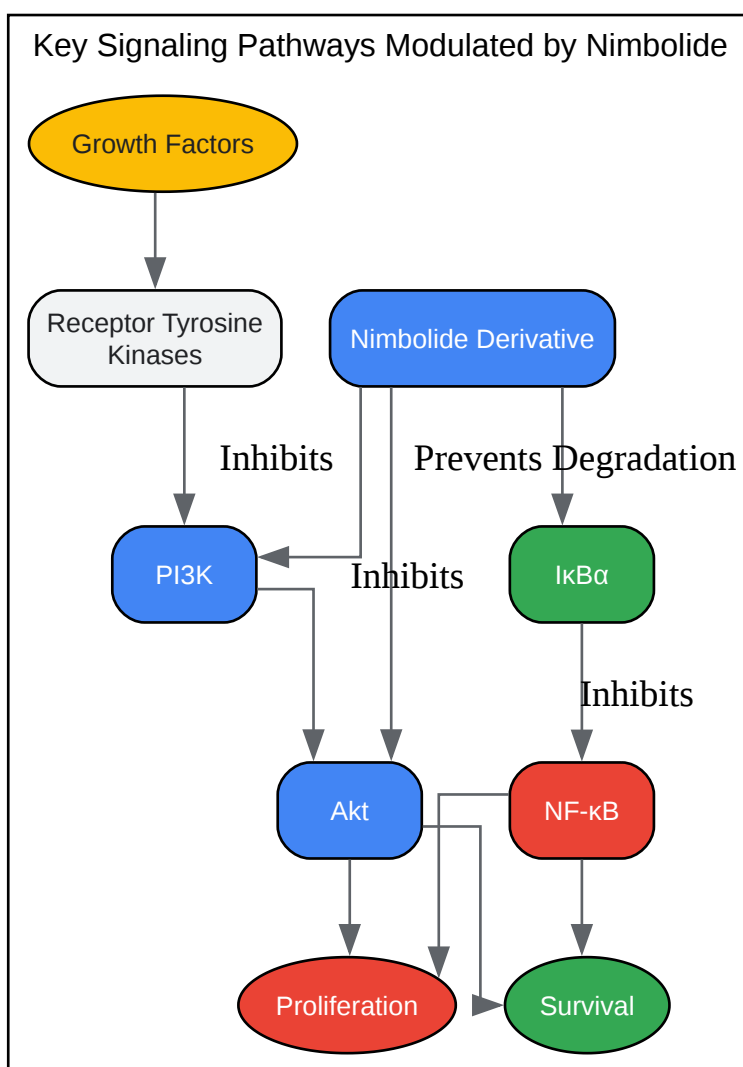 Key Signaling Pathways Modulated by Nimbolide
Growth Factors
Receptor Tyrosine
Kinases
Nimbolide Derivative
Inhibits
Prevents Degradation
PI3K
Inhibits
IκBα
Inhibits
Akt
NF-κB
Proliferation
Survival